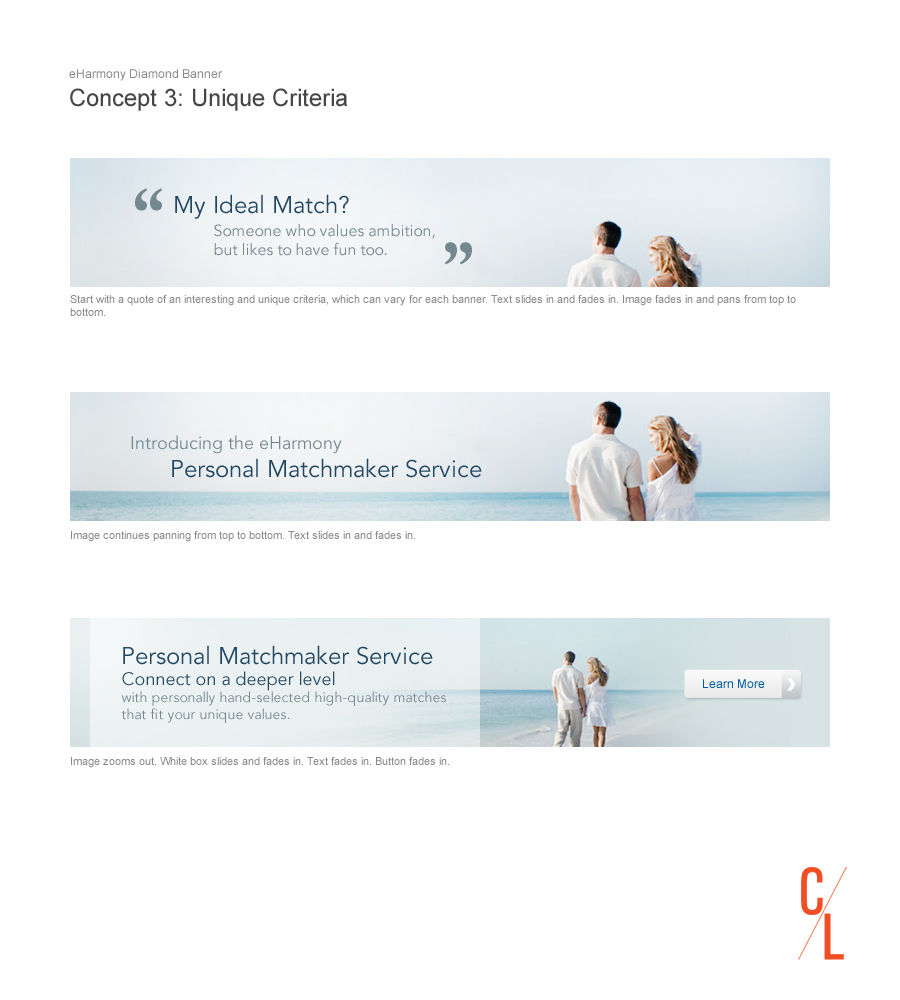 eHarmony Diamond Banner
Concept 3: Unique Criteria
“ My Ideal Match?
Someone who values ambition,
but likes to have fun too. ”
Start with a quote of an interesting and unique criteria, which can vary for each banner. Text slides in and fades in. Image fades in and pans from top to
bottom.
Introducing the eHarmony
Personal Matchmaker Service
Image continues panning from top to bottom. Text slides in and fades in.
Personal Matchmaker Service
Connect on a deeper level
with personally hand-selected high-quality matches
that fit your unique values.
Learn More
Image zooms out. White box slides and fades in. Text fades in. Button fades in.
C/L